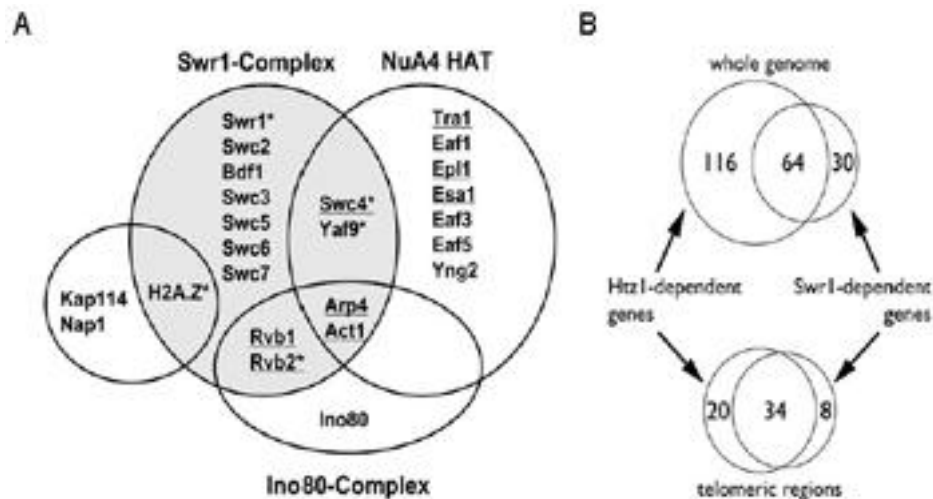 A
Swr1-Complex
NuA4 HAT
Swr1*
Swc2
Bdf1
Swc3
Swc5
Swc6
Swc7
Swc4*
Yaf9*
Tra1
Eaf1
Epl1
Esa1
Eaf3
Eaf5
Yng2
Kap114
Nap1
H2A.Z*
Arp4
Act1
Rvb1
Rvb2*
Ino80
Ino80-Complex
B
whole genome
116
64
30
Htz1-dependent
genes
Swr1-dependent
genes
20
34
8
telomeric regions